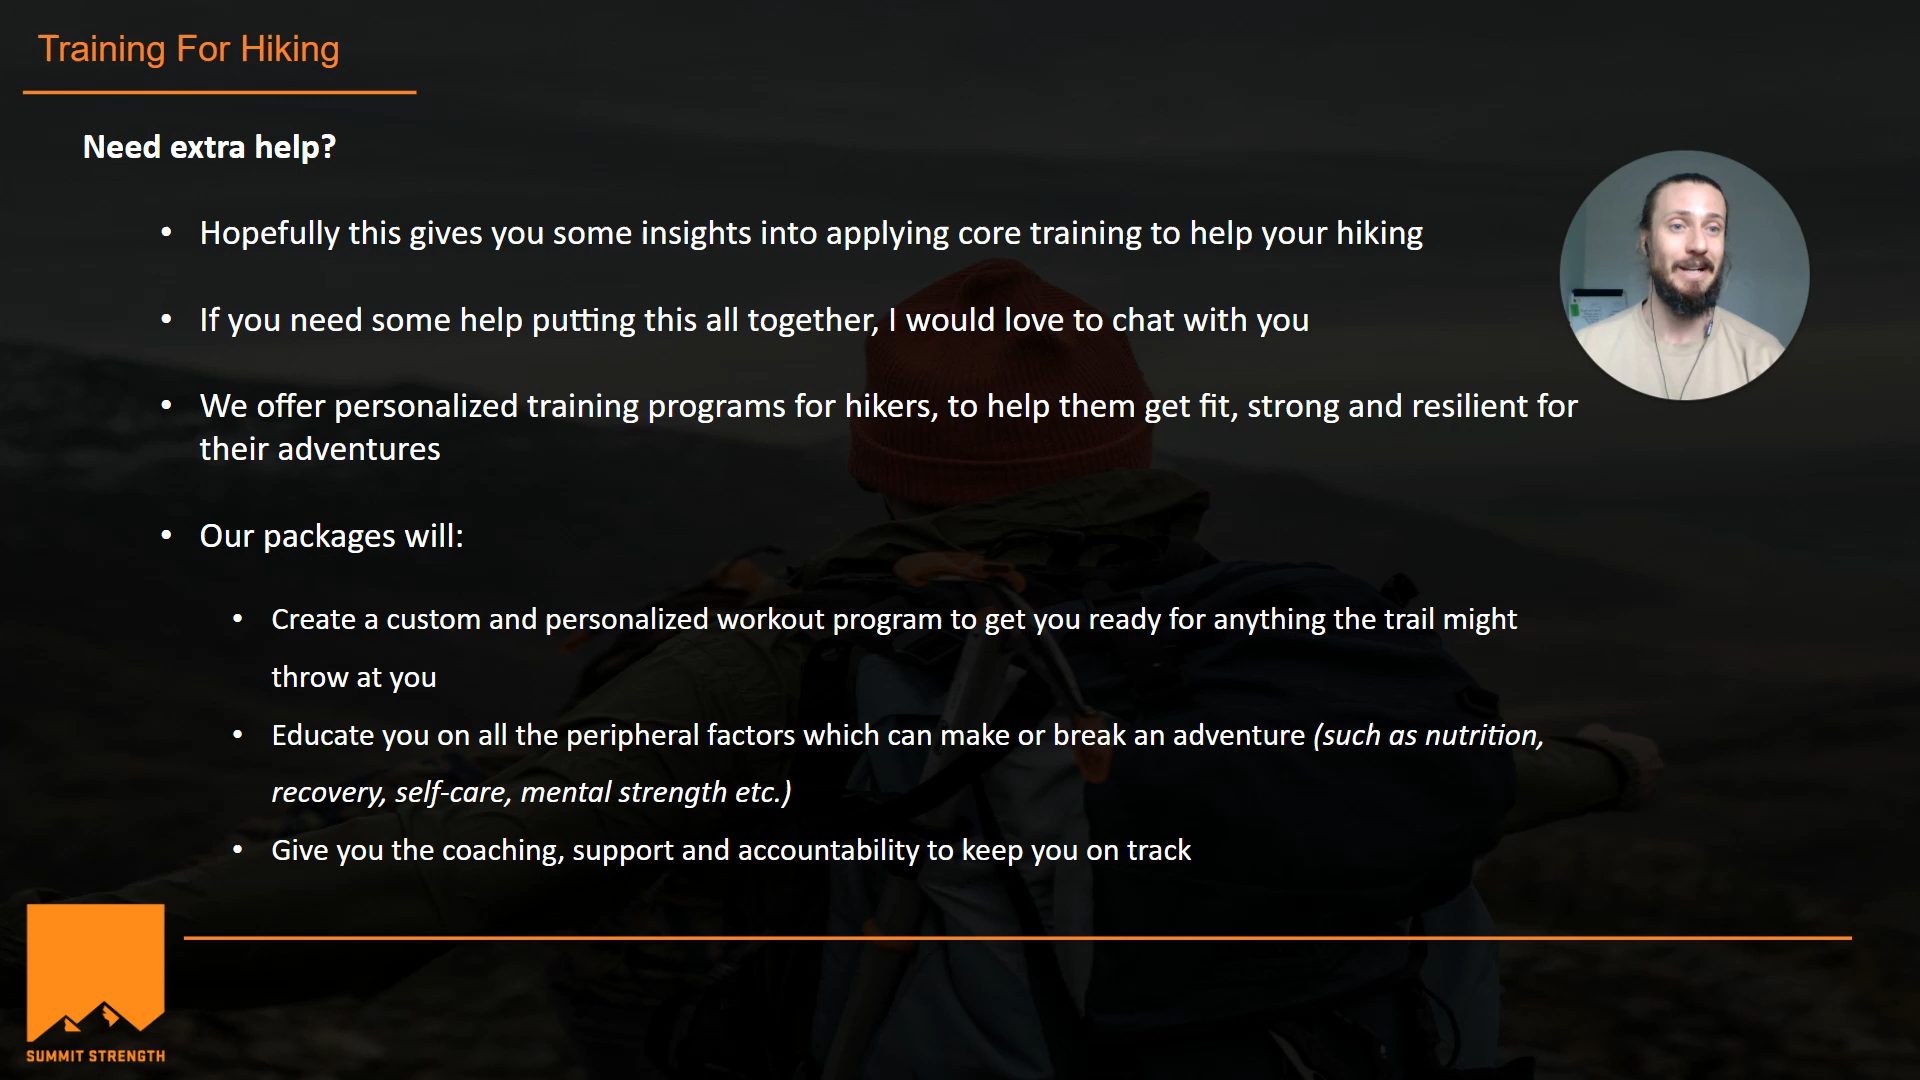 Training For Hiking
Need extra help?
• Hopefully this gives you some insights into applying core training to help your hiking
• If you need some help putting this all together, I would love to chat with you
• We offer personalized training programs for hikers, to help them get fit, strong and resilient for
their adventures
• Our packages will:
• Create a custom and personalized workout program to get you ready for anything the trail might
throw at you
• Educate you on all the peripheral factors which can make or break an adventure (such as nutrition,
recovery, self-care, mental strength etc.)
• Give you the coaching, support and accountability to keep you on track
SUMMIT STRENGTH